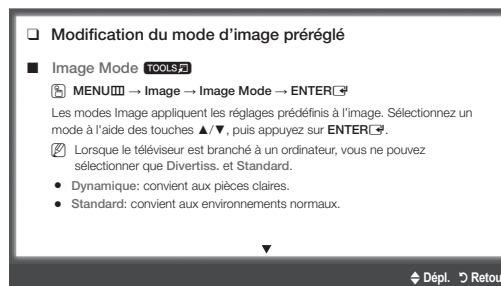 ❑ Modification du mode d'image préréglé
■ Image Mode TOOLS
MENU → Image → Image Mode → ENTER
Les modes Image appliquent les réglages prédéfinis à l'image. Sélectionnez un
mode à l'aide des touches ▲/▼, puis appuyez sur ENTER.
Lorsque le téléviseur est branché à un ordinateur, vous ne pouvez
sélectionner que Divertiss. et Standard.
● Dynamique: convient aux pièces claires.
● Standard: convient aux environnements normaux.
▼
Dépl. Retou